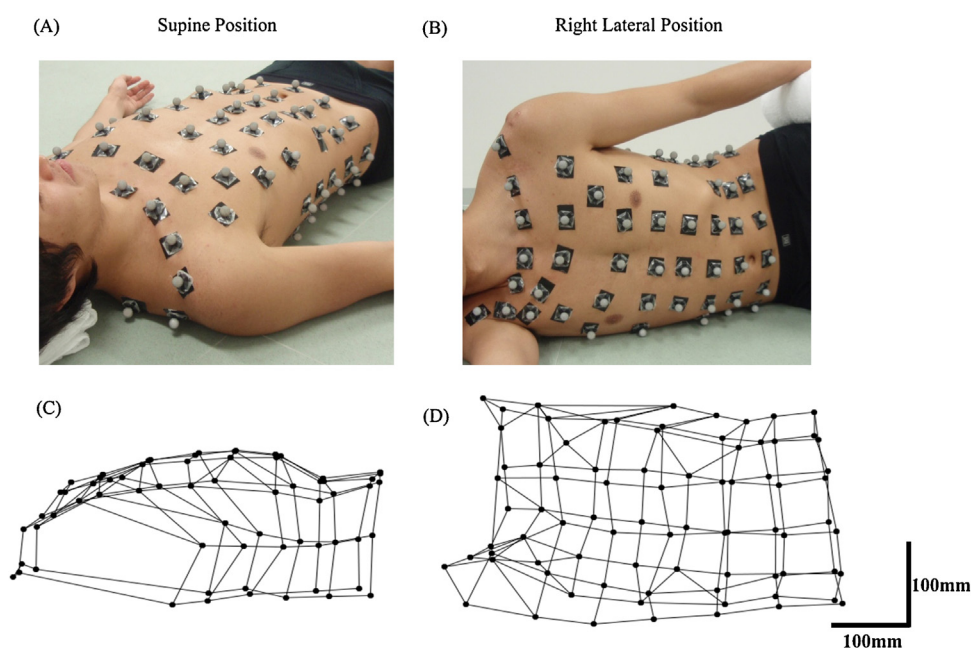 (A)
Supine Position
(B)
Right Lateral Position
(C)
(D)
100mm
100mm